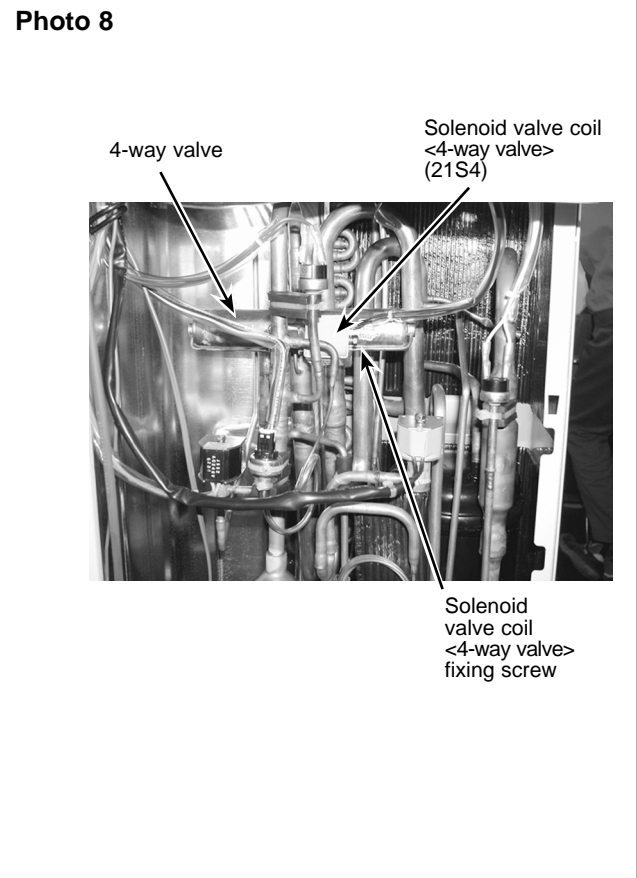 Photo 8
4-way valve
Solenoid valve coil
<4-way valve>
(21S4)
Solenoid
valve coil
<4-way valve>
fixing screw